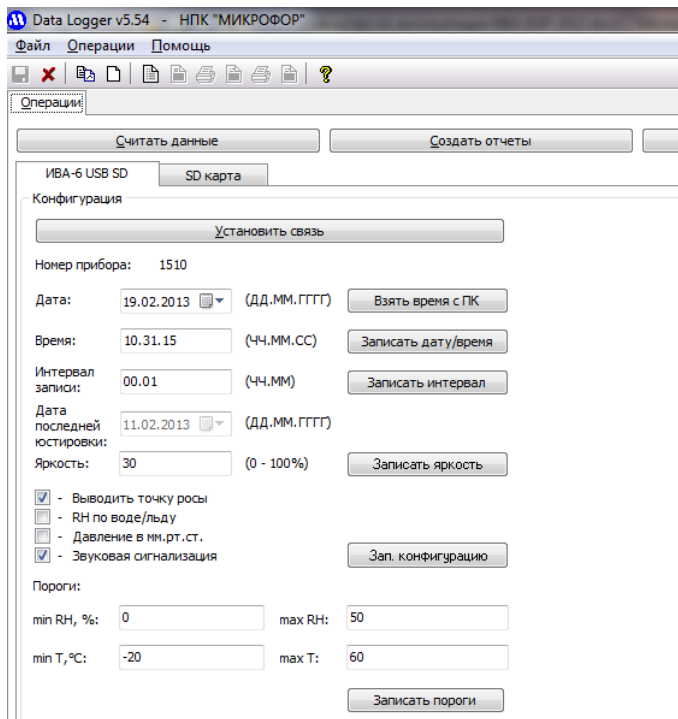 Data Logger v5.54 - НПК "МИКРОФОР"
Файл Операции Помощь
Операции
Считать данные Создать отчеты
ИВА-6 USB SD SD карта
Конфигурация
Установить связь
Номер прибора: 1510
Дата: 19.02.2013 (ДД.ММ.ГГГГ) Взять время с ПК
Время: 10.31.15 (ЧЧ.ММ.СС) Записать дату/время
Интервал
записи: 00.01 (ЧЧ.ММ) Записать интервал
Дата
последней 11.02.2013 (ДД.ММ.ГГГГ)
юстировки:
Яркость: 30 (0 - 100%) Записать яркость
- Выводить точку росы
- RH по воде/льду
- Давление в мм.рт.ст.
- Звуковая сигнализация Зап. конфигурацию
Пороги:
min RH, %: 0 max RH: 50
min T,ºC: -20 max T: 60
Записать пороги